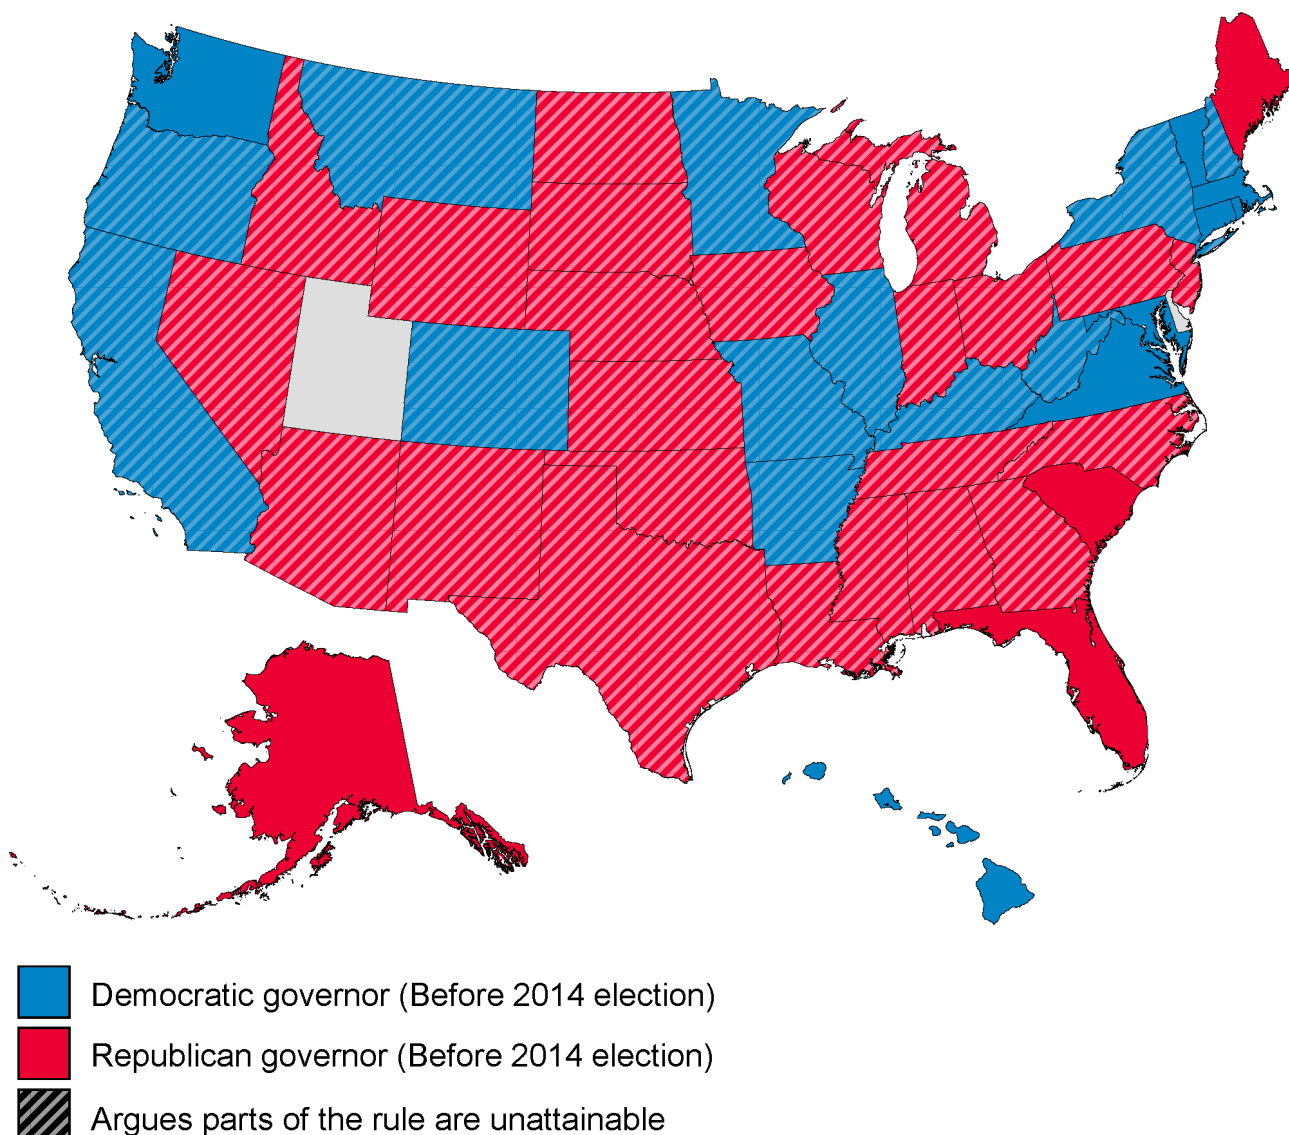 Democratic governor (Before 2014 election)
Republican governor (Before 2014 election)
Argues parts of the rule are unattainable